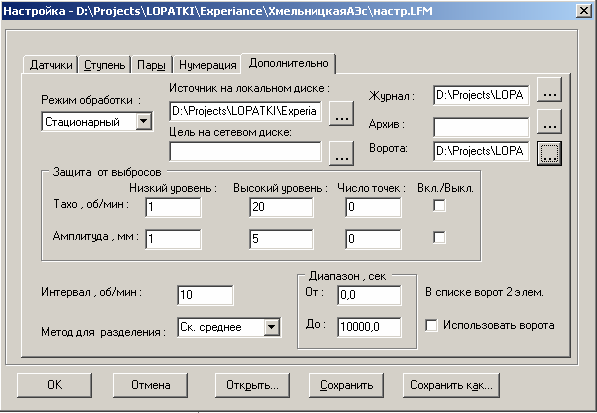 Настройка - D:\Projects\LOPATKI\Experiance\ХмельницкаяАЭс\настр.LFM
Датчики Ступень Пары Нумерация Дополнительно
Режим обработки :
Стационарный
Источник на локальном диске :
D:\Projects\LOPATKI\Experia ...
Цель на сетевом диске:
...
Журнал : D:\Projects\LOPA ...
Архив : ...
Ворота: D:\Projects\LOPA ...
Защита от выбросов
Низкий уровень : Высокий уровень : Число точек : Вкл./Выкл.
Тахо , об/мин : 1 20 0
Амплитуда , мм : 1 5 0
Интервал , об/мин : 10
Метод для разделения : Ск. среднее
Диапазон , сек
От : 0,0
До : 10000,0
В списке ворот 2 элем.
Использовать ворота
OK Отмена Открыть... Сохранить Сохранить как...